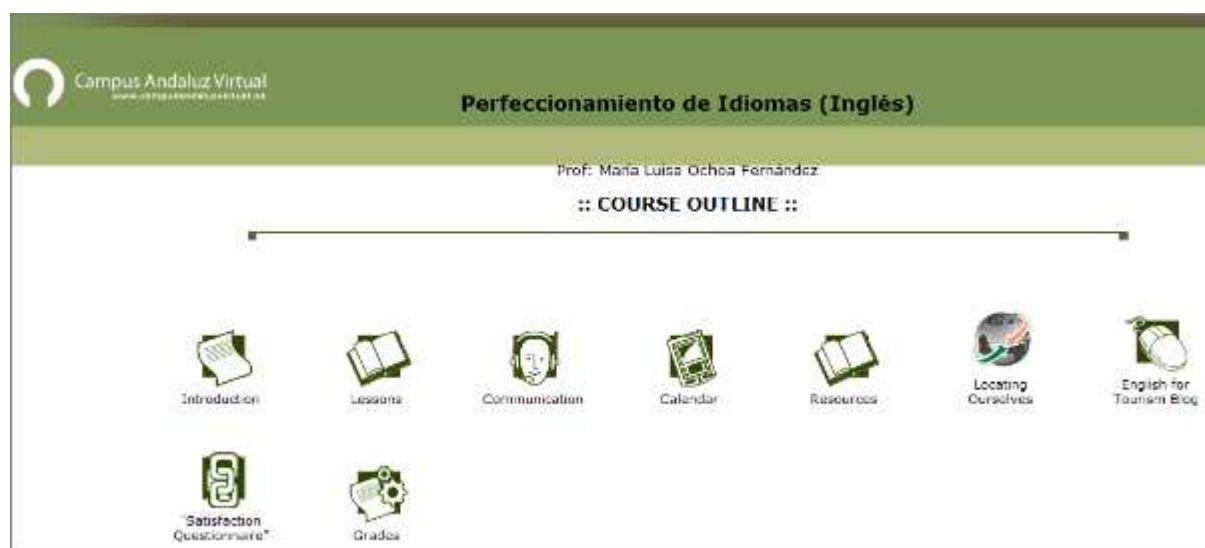 Campus Andaluz Virtual
Perfeccionamiento de Idiomas (Inglés)
Prof: María Luisa Ochoa Fernández
:: COURSE OUTLINE ::
Introduction
Lessons
Communication
Calendar
Resources
Locating
Ourselves
English for
Tourism Blog
"Satisfaction
Questionnaire"
Grades